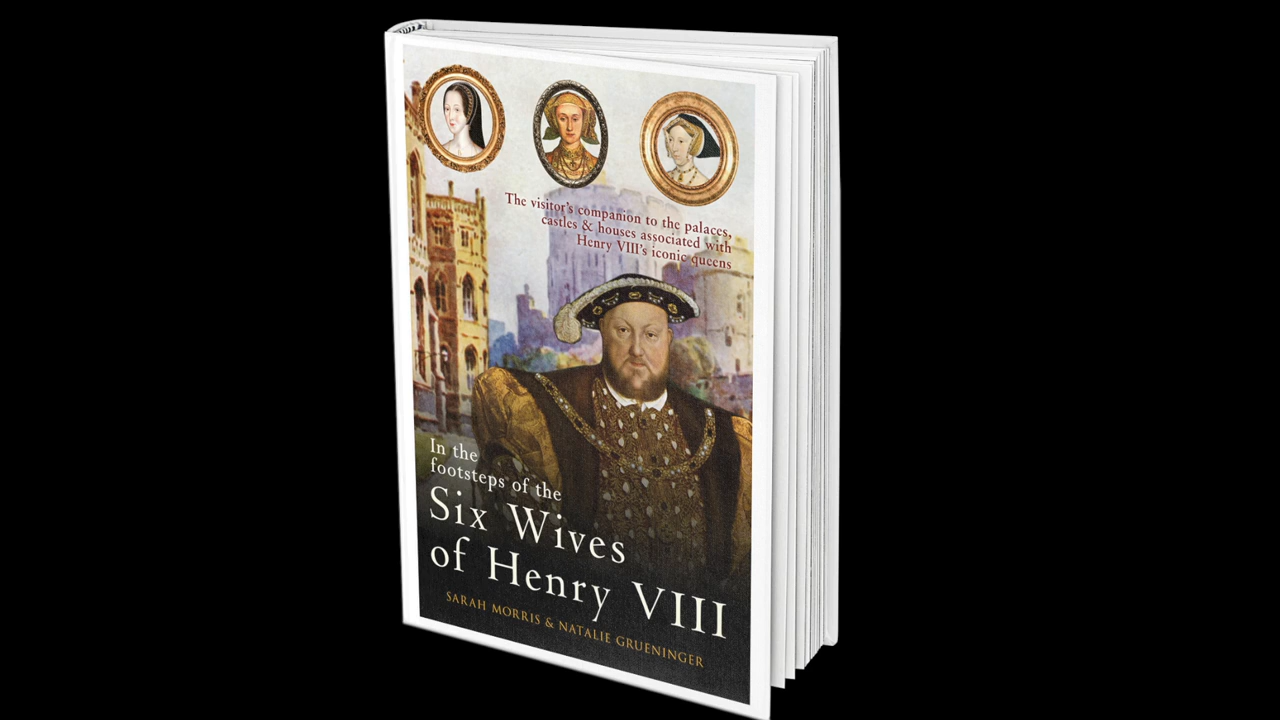 The visitor's companion to the palaces,
castles & houses associated with
Henry VIII's iconic queens
In the
footsteps of the
Six Wives
of Henry VIII
SARAH MORRIS & NATALIE GRUENINGER